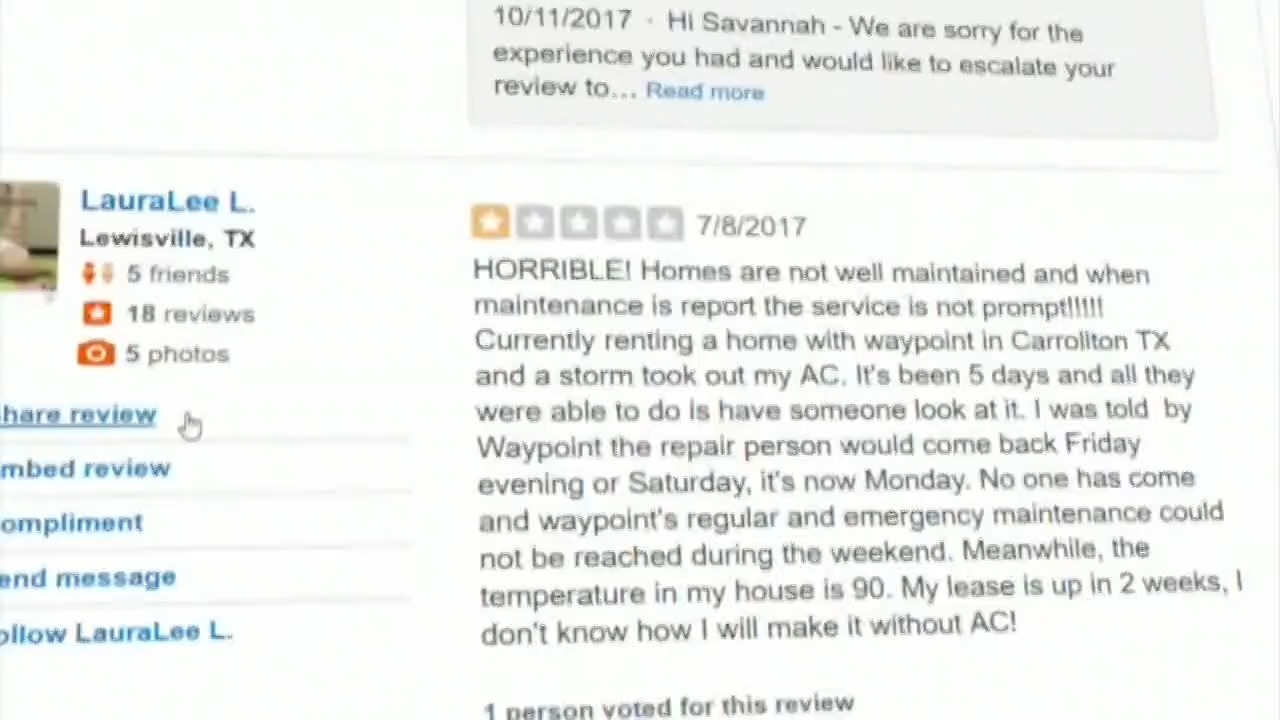 10/11/2017 · Hi Savannah - We are sorry for the
experience you had and would like to escalate your
review to... Read more
LauraLee L.
Lewisville, TX
5 friends
18 reviews
5 photos
hare review
mbed review
ompliment
end message
ollow LauraLee L.
7/8/2017
HORRIBLE! Homes are not well maintained and when
maintenance is report the service is not prompt!!!!!
Currently renting a home with waypoint in Carrollton TX
and a storm took out my AC. It's been 5 days and all they
were able to do is have someone look at it. I was told by
Waypoint the repair person would come back Friday
evening or Saturday, it's now Monday. No one has come
and waypoint's regular and emergency maintenance could
not be reached during the weekend. Meanwhile, the
temperature in my house is 90. My lease is up in 2 weeks, I
don't know how I will make it without AC!
1 person voted for this review